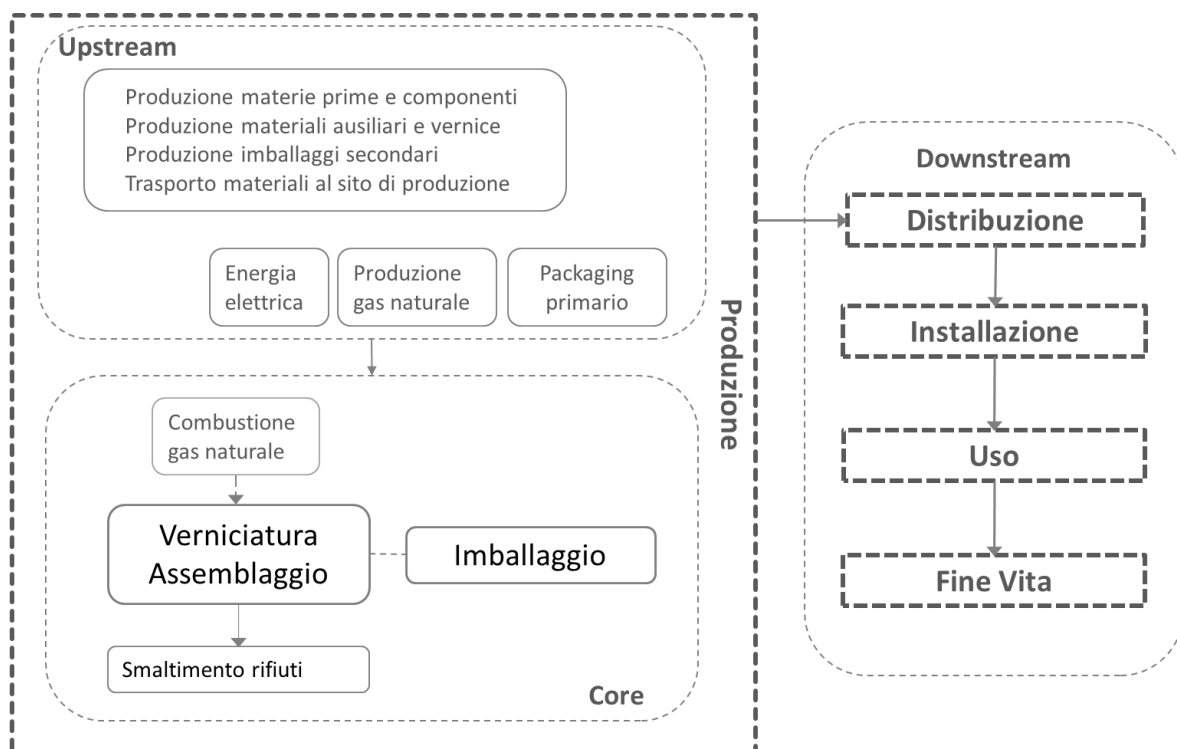 Upstream
Produzione materie prime e componenti
Produzione materiali ausiliari e vernice
Produzione imballaggi secondari
Trasporto materiali al sito di produzione
Energia
elettrica
Produzione
gas naturale
Packaging
primario
Combustione
gas naturale
Verniciatura
Assemblaggio
Imballaggio
Smaltimento rifiuti
Core
Produzione
Downstream
Distribuzione
Installazione
Uso
Fine Vita